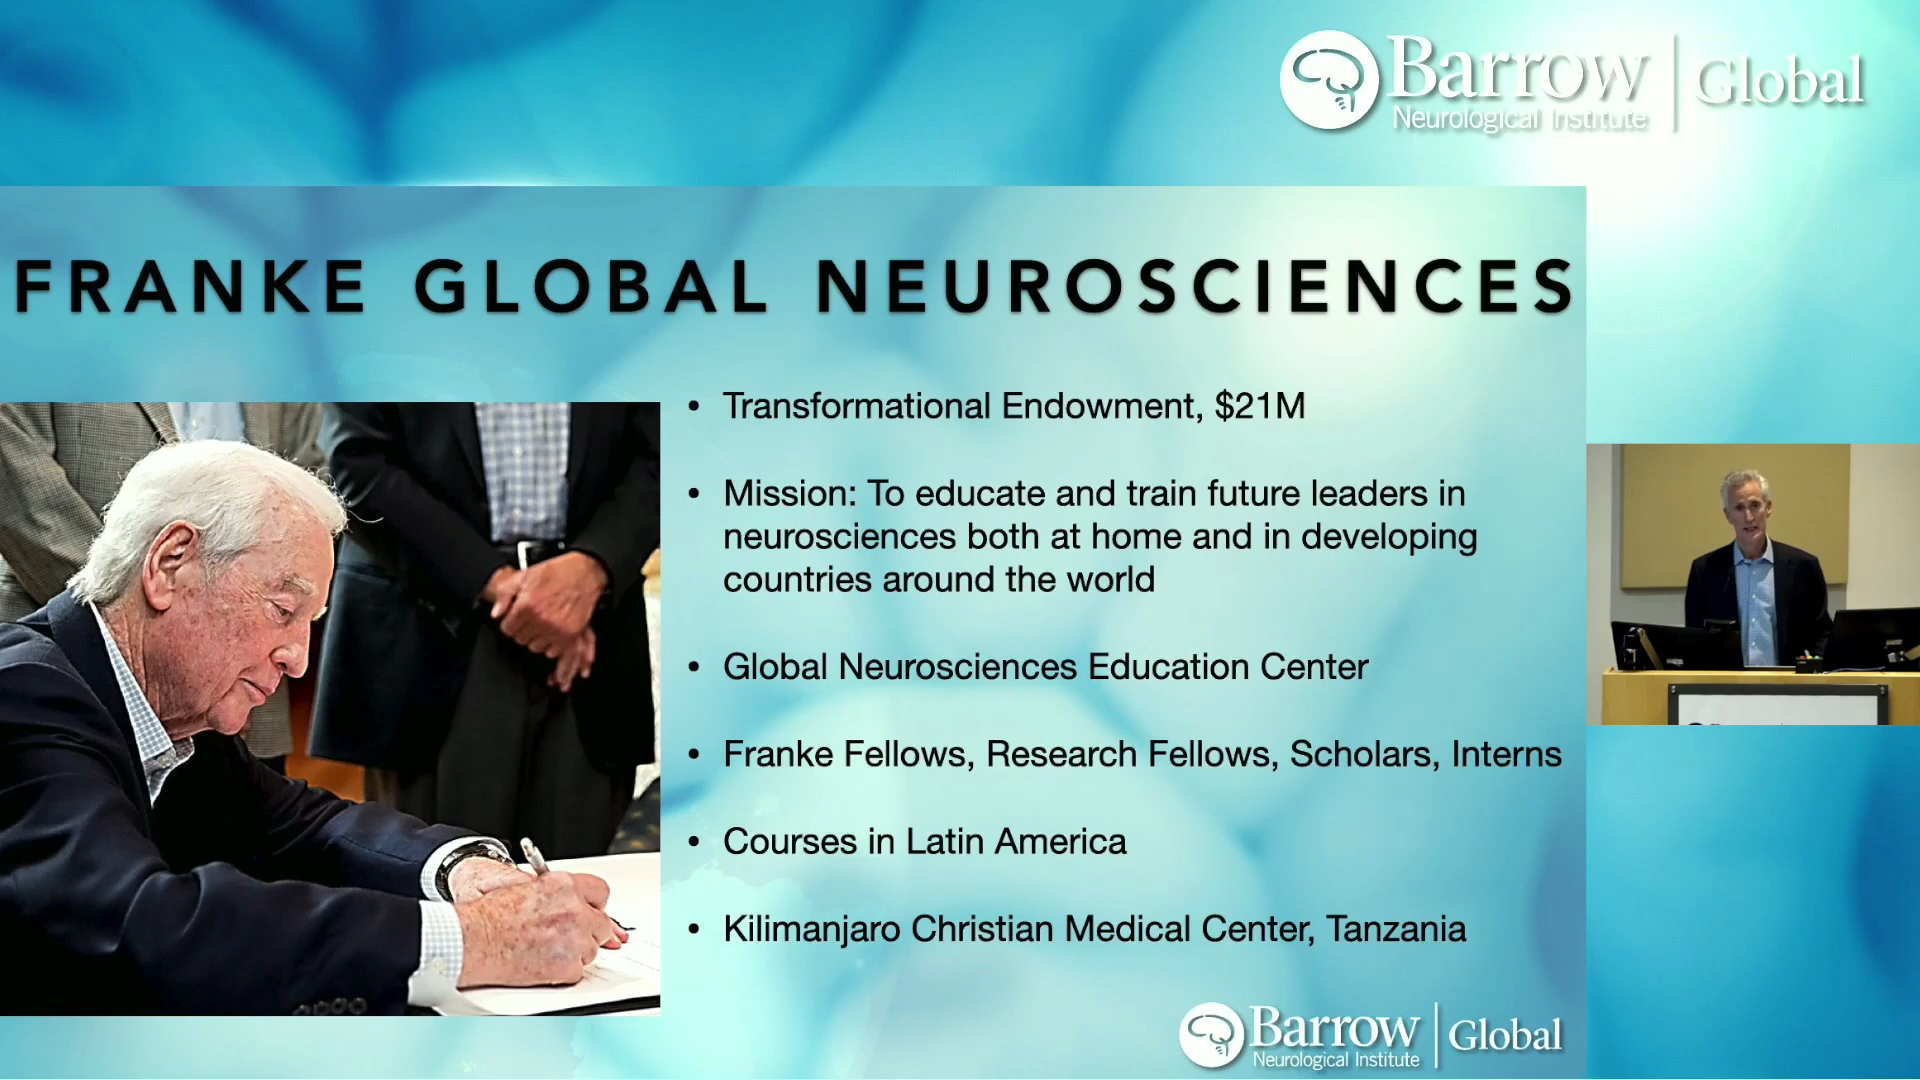 Barrow
Neurological Institute
Global
FRANKE GLOBAL NEUROSCIENCES
• Transformational Endowment, $21M
• Mission: To educate and train future leaders in
neurosciences both at home and in developing
countries around the world
• Global Neurosciences Education Center
• Franke Fellows, Research Fellows, Scholars, Interns
• Courses in Latin America
• Kilimanjaro Christian Medical Center, Tanzania
Barrow
Neurological Institute
Global